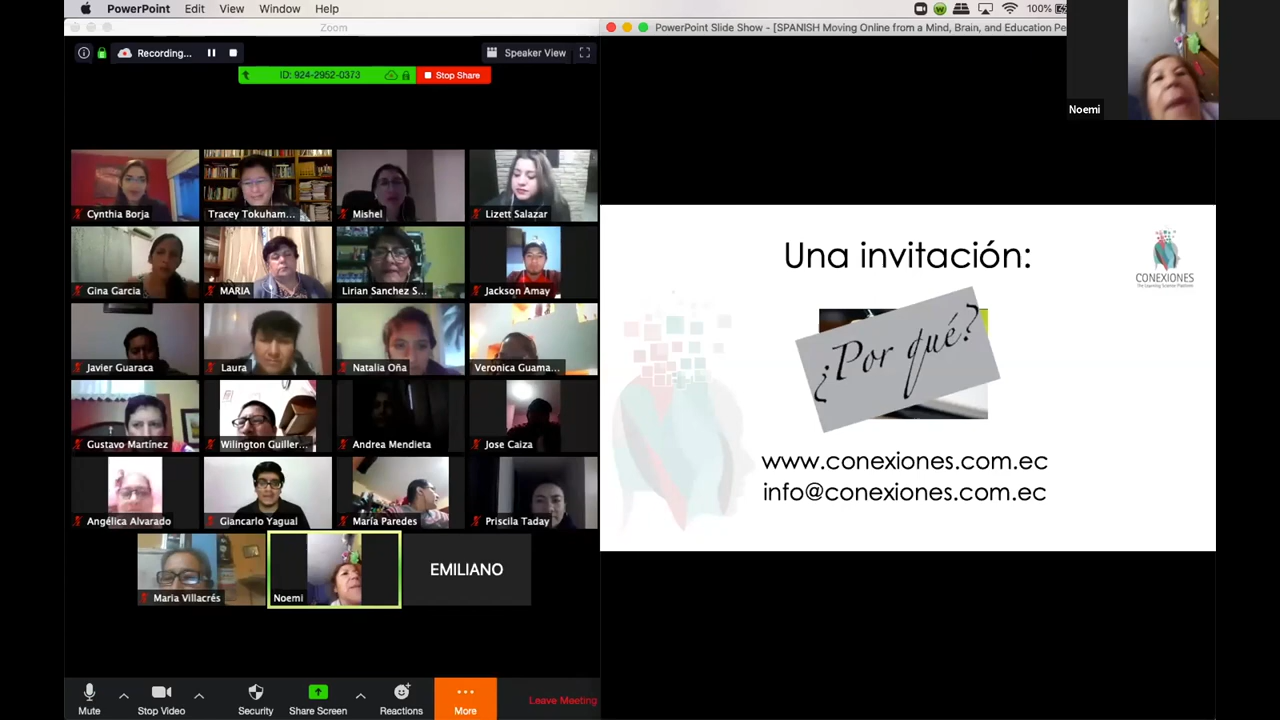 PowerPoint Edit View Window Help
100%
Zoom
PowerPoint Slide Show - [SPANISH Moving Online from a Mind, Brain, and Education Pe
Recording...
Speaker View
ID: 924-2952-0373
Stop Share
Noemi
Cynthia Borja
Tracey Tokuham...
Mishel
Lizett Salazar
Gina Garcia
MARIA
Lirian Sanchez S...
Jackson Amay
Javier Guaraca
Laura
Natalia Oña
Veronica Guama...
Gustavo Martínez
Wilington Guiller...
Andrea Mendieta
Jose Caiza
Angélica Alvarado
Giancarlo Yagual
María Paredes
Priscila Taday
Maria Villacrés
Noemi
EMILIANO
Mute
Stop Video
Security
Share Screen
Reactions
More
Leave Meeting
Una invitación:
CONEXIONES
The Learning Science Platform
¿Por qué?
www.conexiones.com.ec
info@conexiones.com.ec